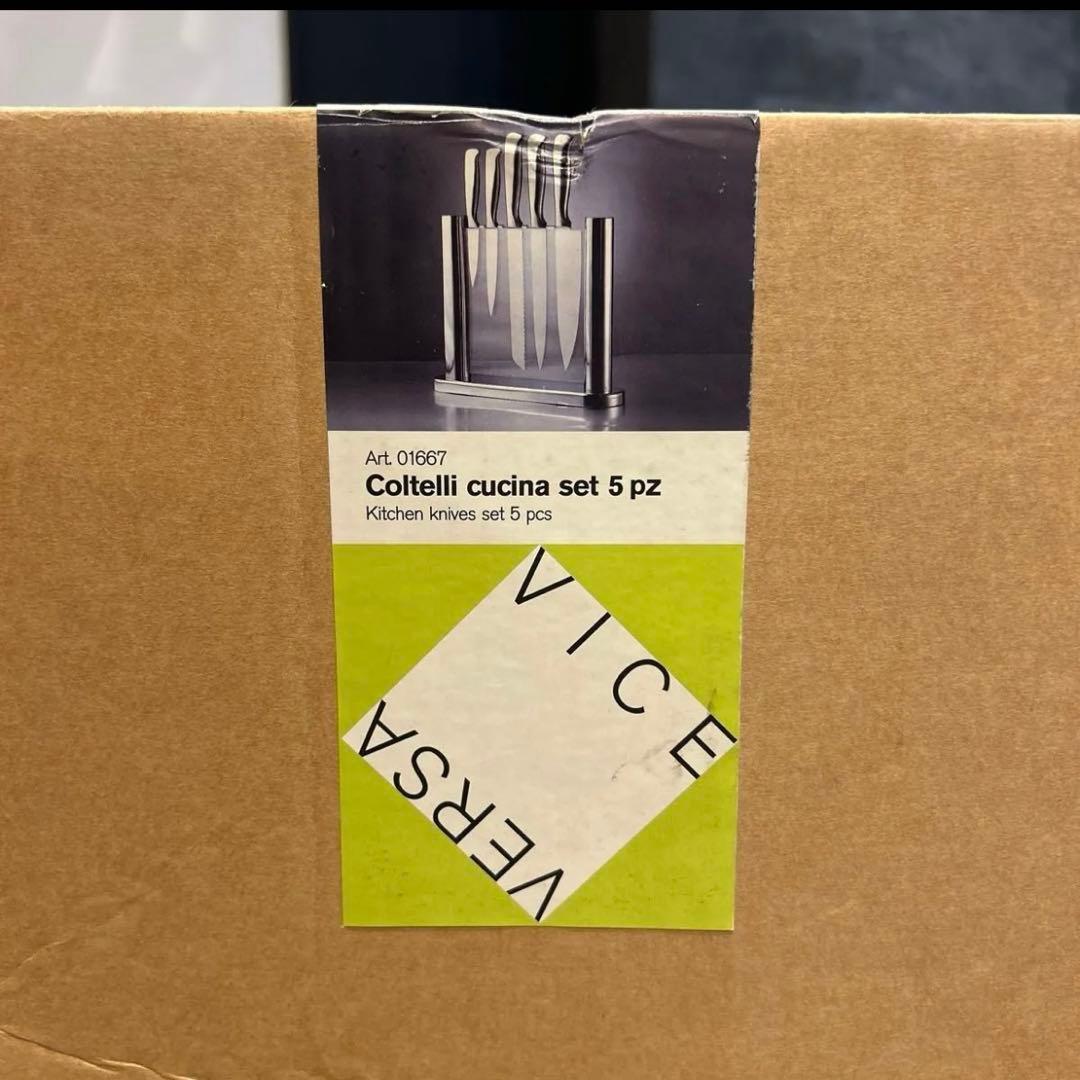 Art. 01667
Coltelli cucina set 5 pz
Kitchen knives set 5 pcs
VICE
VERSA